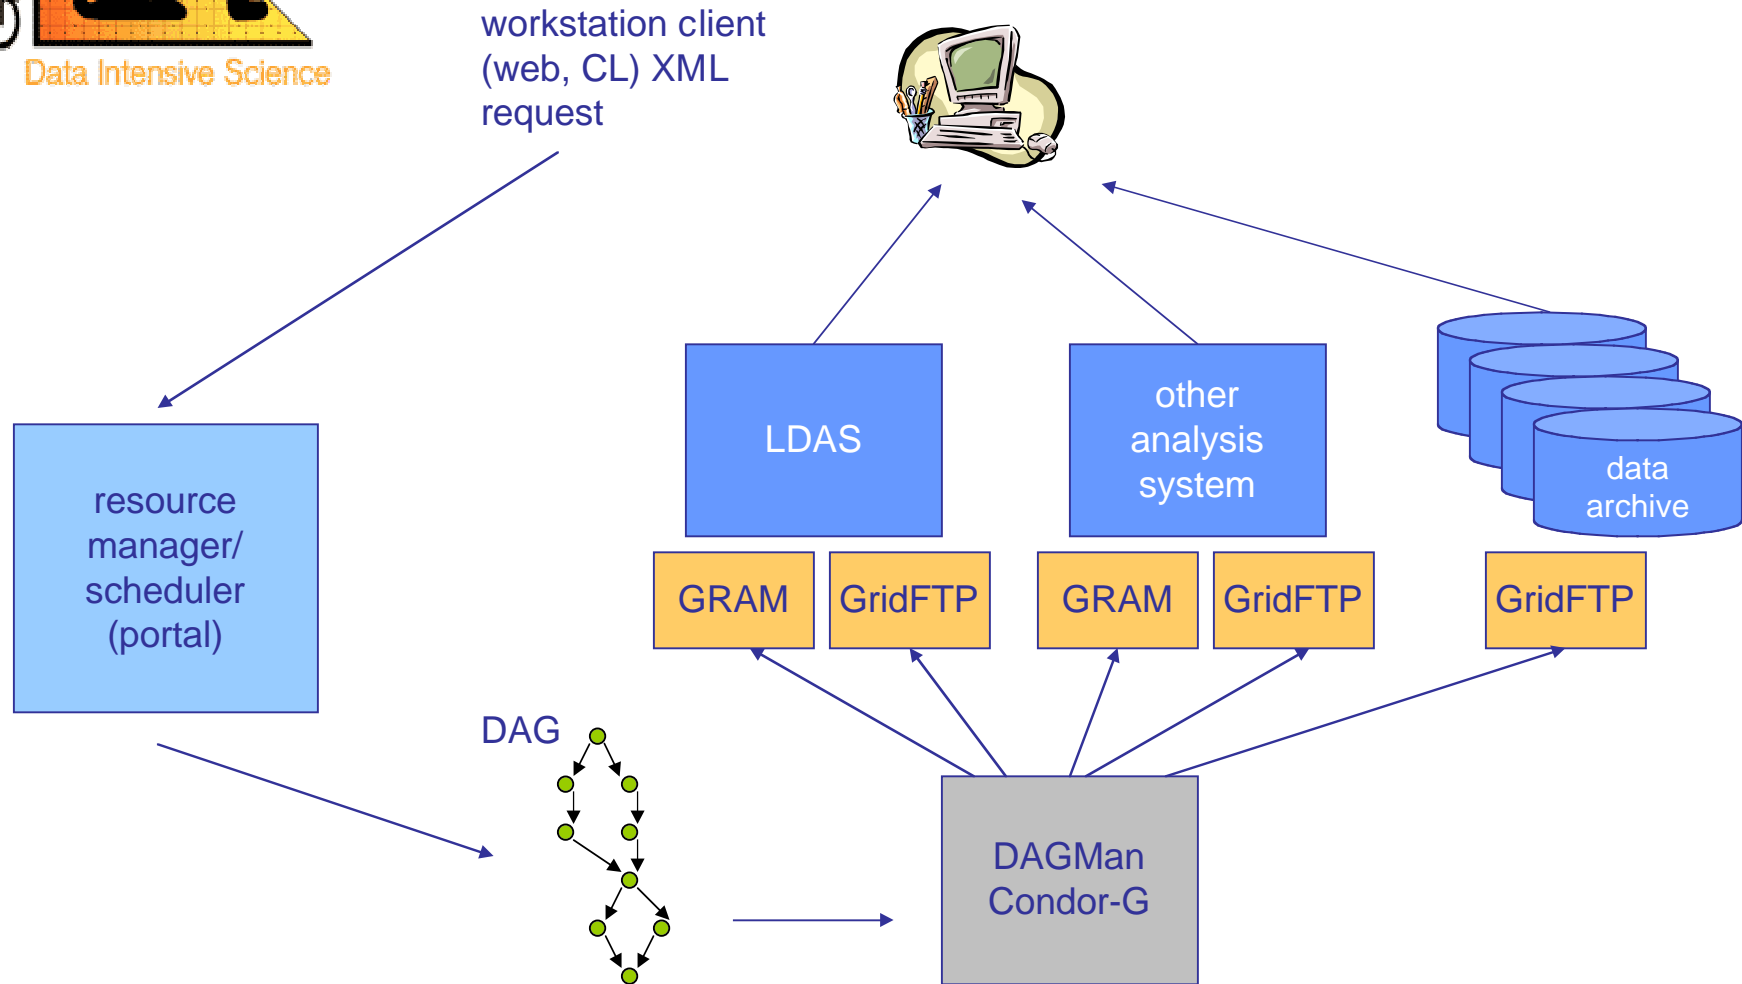 Data Intensive Science
workstation client
(web, CL) XML
request
LDAS
other
analysis
system
data
archive
resource
manager/
scheduler
(portal)
GRAM
GridFTP
GRAM
GridFTP
GridFTP
DAG
DAGMan
Condor-G